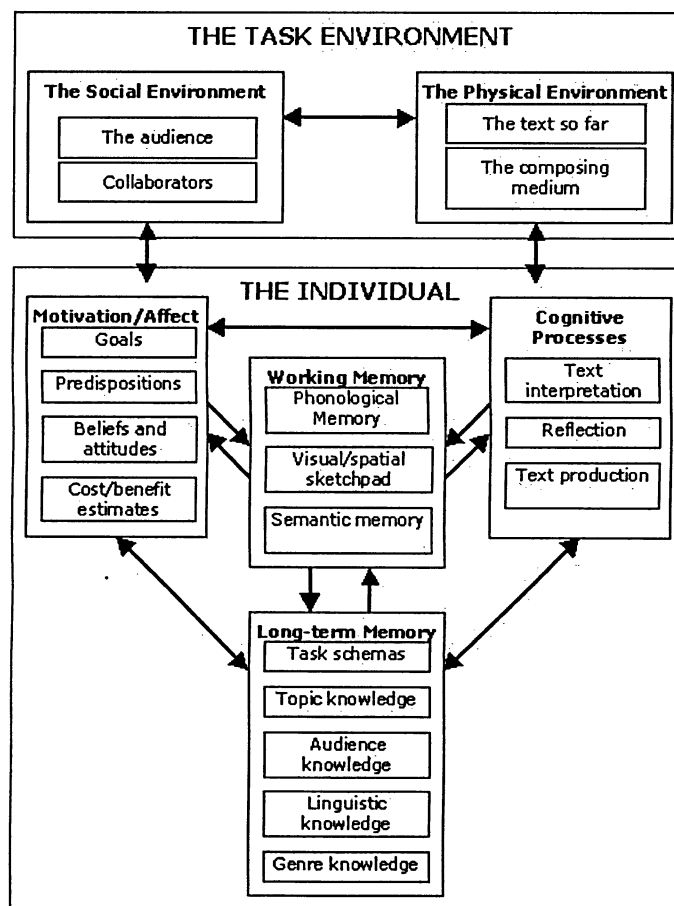 THE TASK ENVIRONMENT
The Social Environment
The audience
Collaborators
The Physical Environment
The text so far
The composing
medium
THE INDIVIDUAL
Motivation/Affect
Goals
Predispositions
Beliefs and
attitudes
Cost/benefit
estimates
Working Memory
Phonological
Memory
Visual/spatial
sketchpad
Semantic memory
Cognitive
Processes
Text
interpretation
Reflection
Text production
Long-term Memory
Task schemas
Topic knowledge
Audience
knowledge
Linguistic
knowledge
Genre knowledge